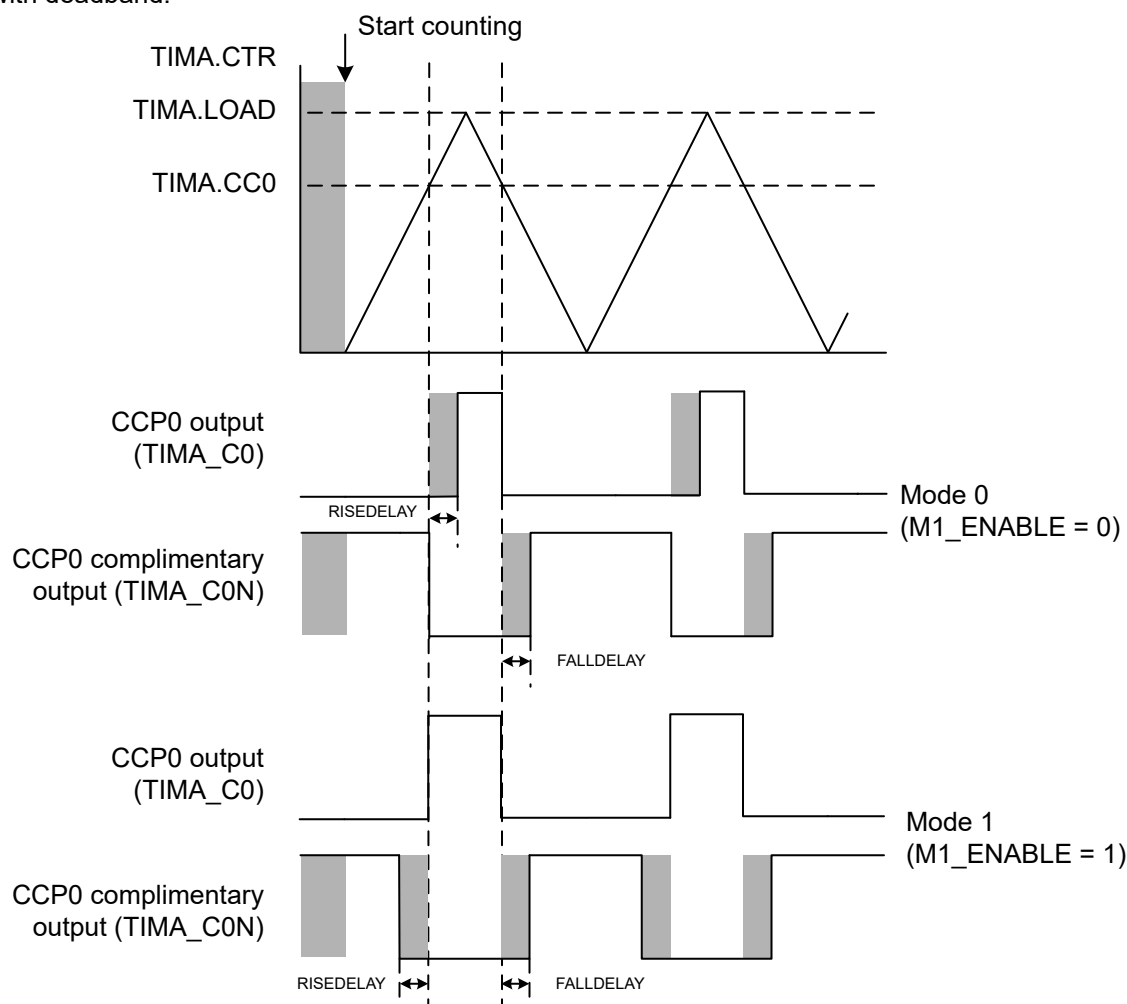 with deadband.
Start counting
TIMA.CTR
TIMA.LOAD
TIMA.CC0
CCP0 output
(TIMA_C0)
Mode 0
(M1_ENABLE = 0)
RISEDELAY
CCP0 complimentary
output (TIMA_C0N)
FALLDELAY
CCP0 output
(TIMA_C0)
Mode 1
(M1_ENABLE = 1)
CCP0 complimentary
output (TIMA_C0N)
RISEDELAY
FALLDELAY